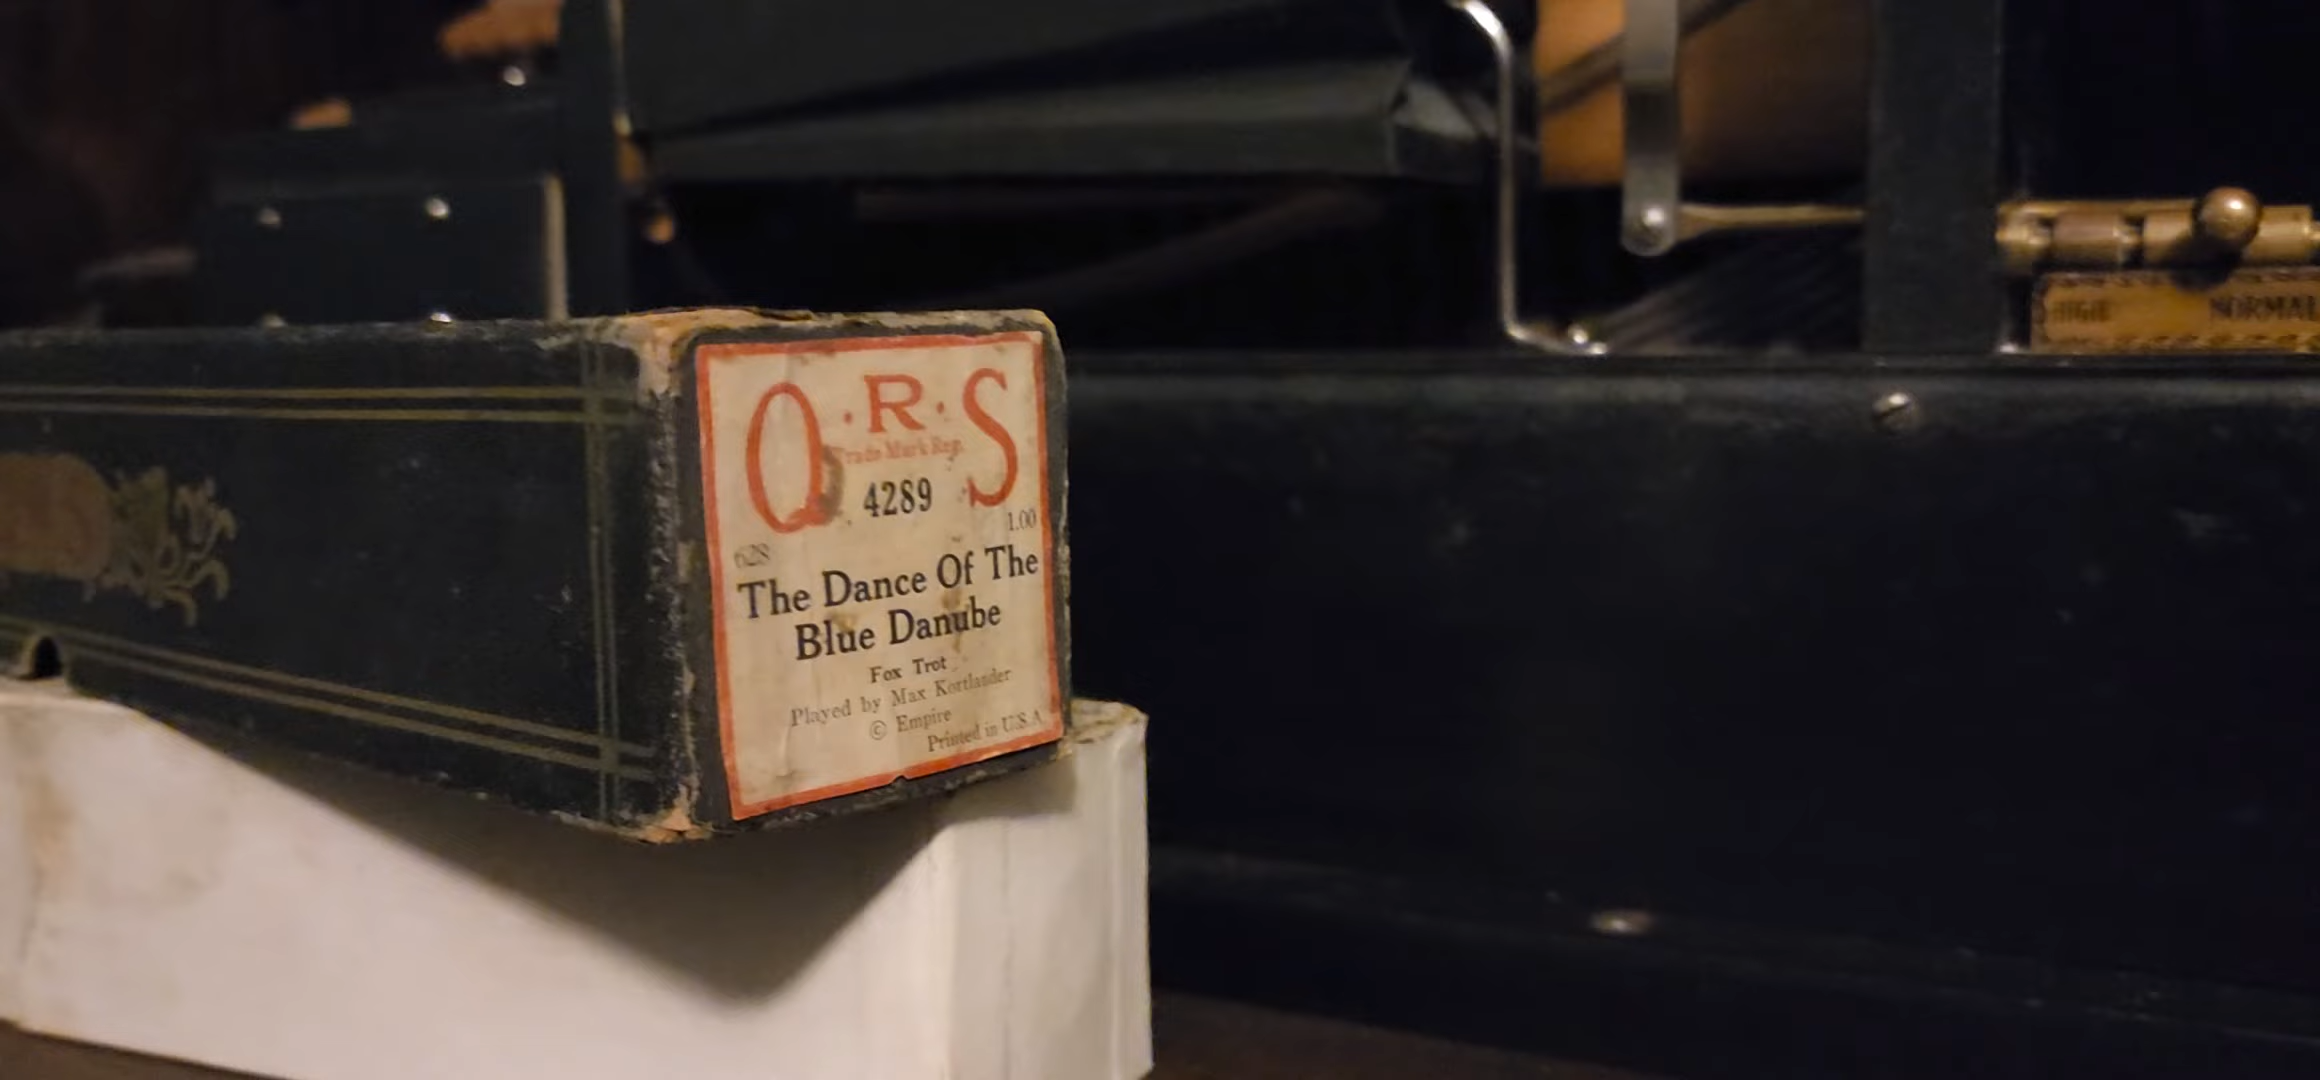 Q·R·S
Trade Mark Reg.
4289
1.00
628
The Dance Of The
Blue Danube
Fox Trot
Played by Max Kortlander
© Empire
Printed in U.S.A
NORMAL